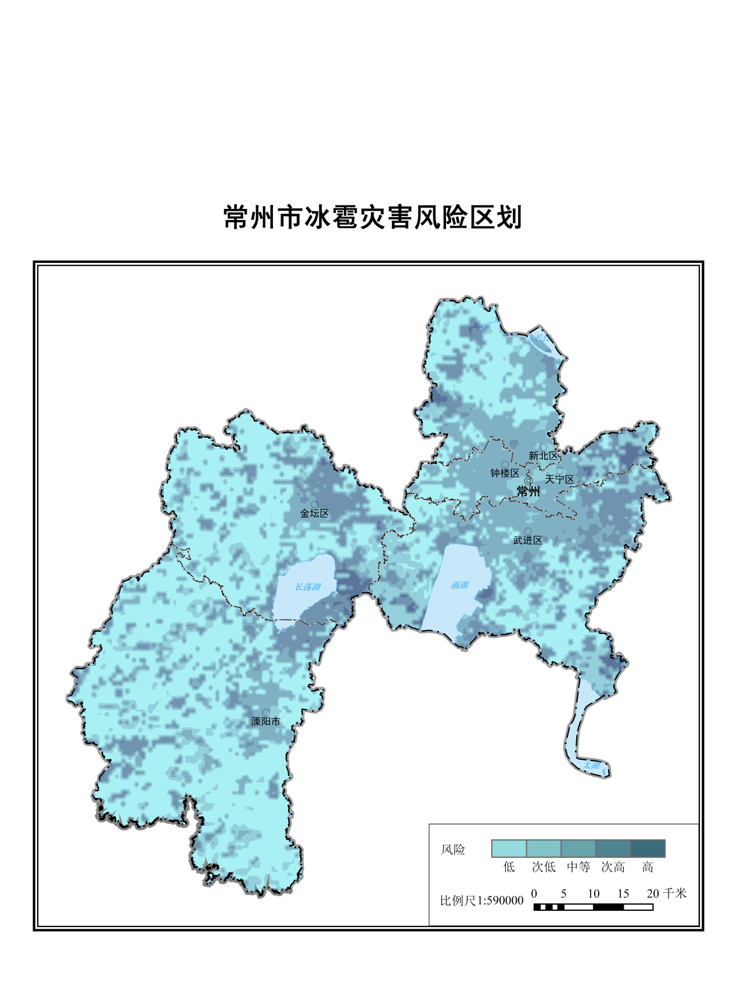 常州市冰雹灾害风险区划
长江
新北区
钟楼区
天宁区
常州
金坛区
武进区
长荡湖
滆湖
溧阳市
太湖
风险
低 次低 中等 次高 高
比例尺1:590000 0 5 10 15 20 千米